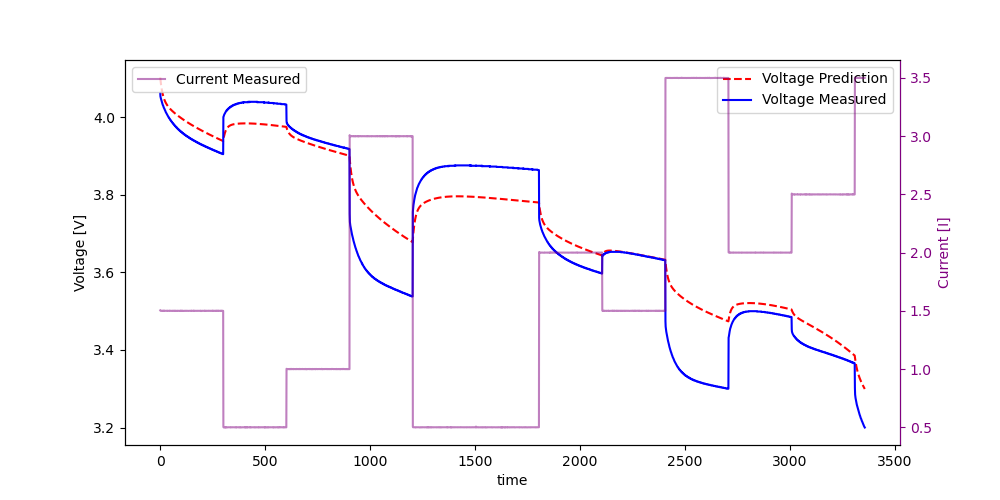 Current Measured
Voltage Prediction
Voltage Measured
4.0
3.8
3.6
3.4
3.2
Voltage [V]
3.5
3.0
2.5
2.0
1.5
1.0
0.5
Current [I]
0 500 1000 1500 2000 2500 3000 3500
time